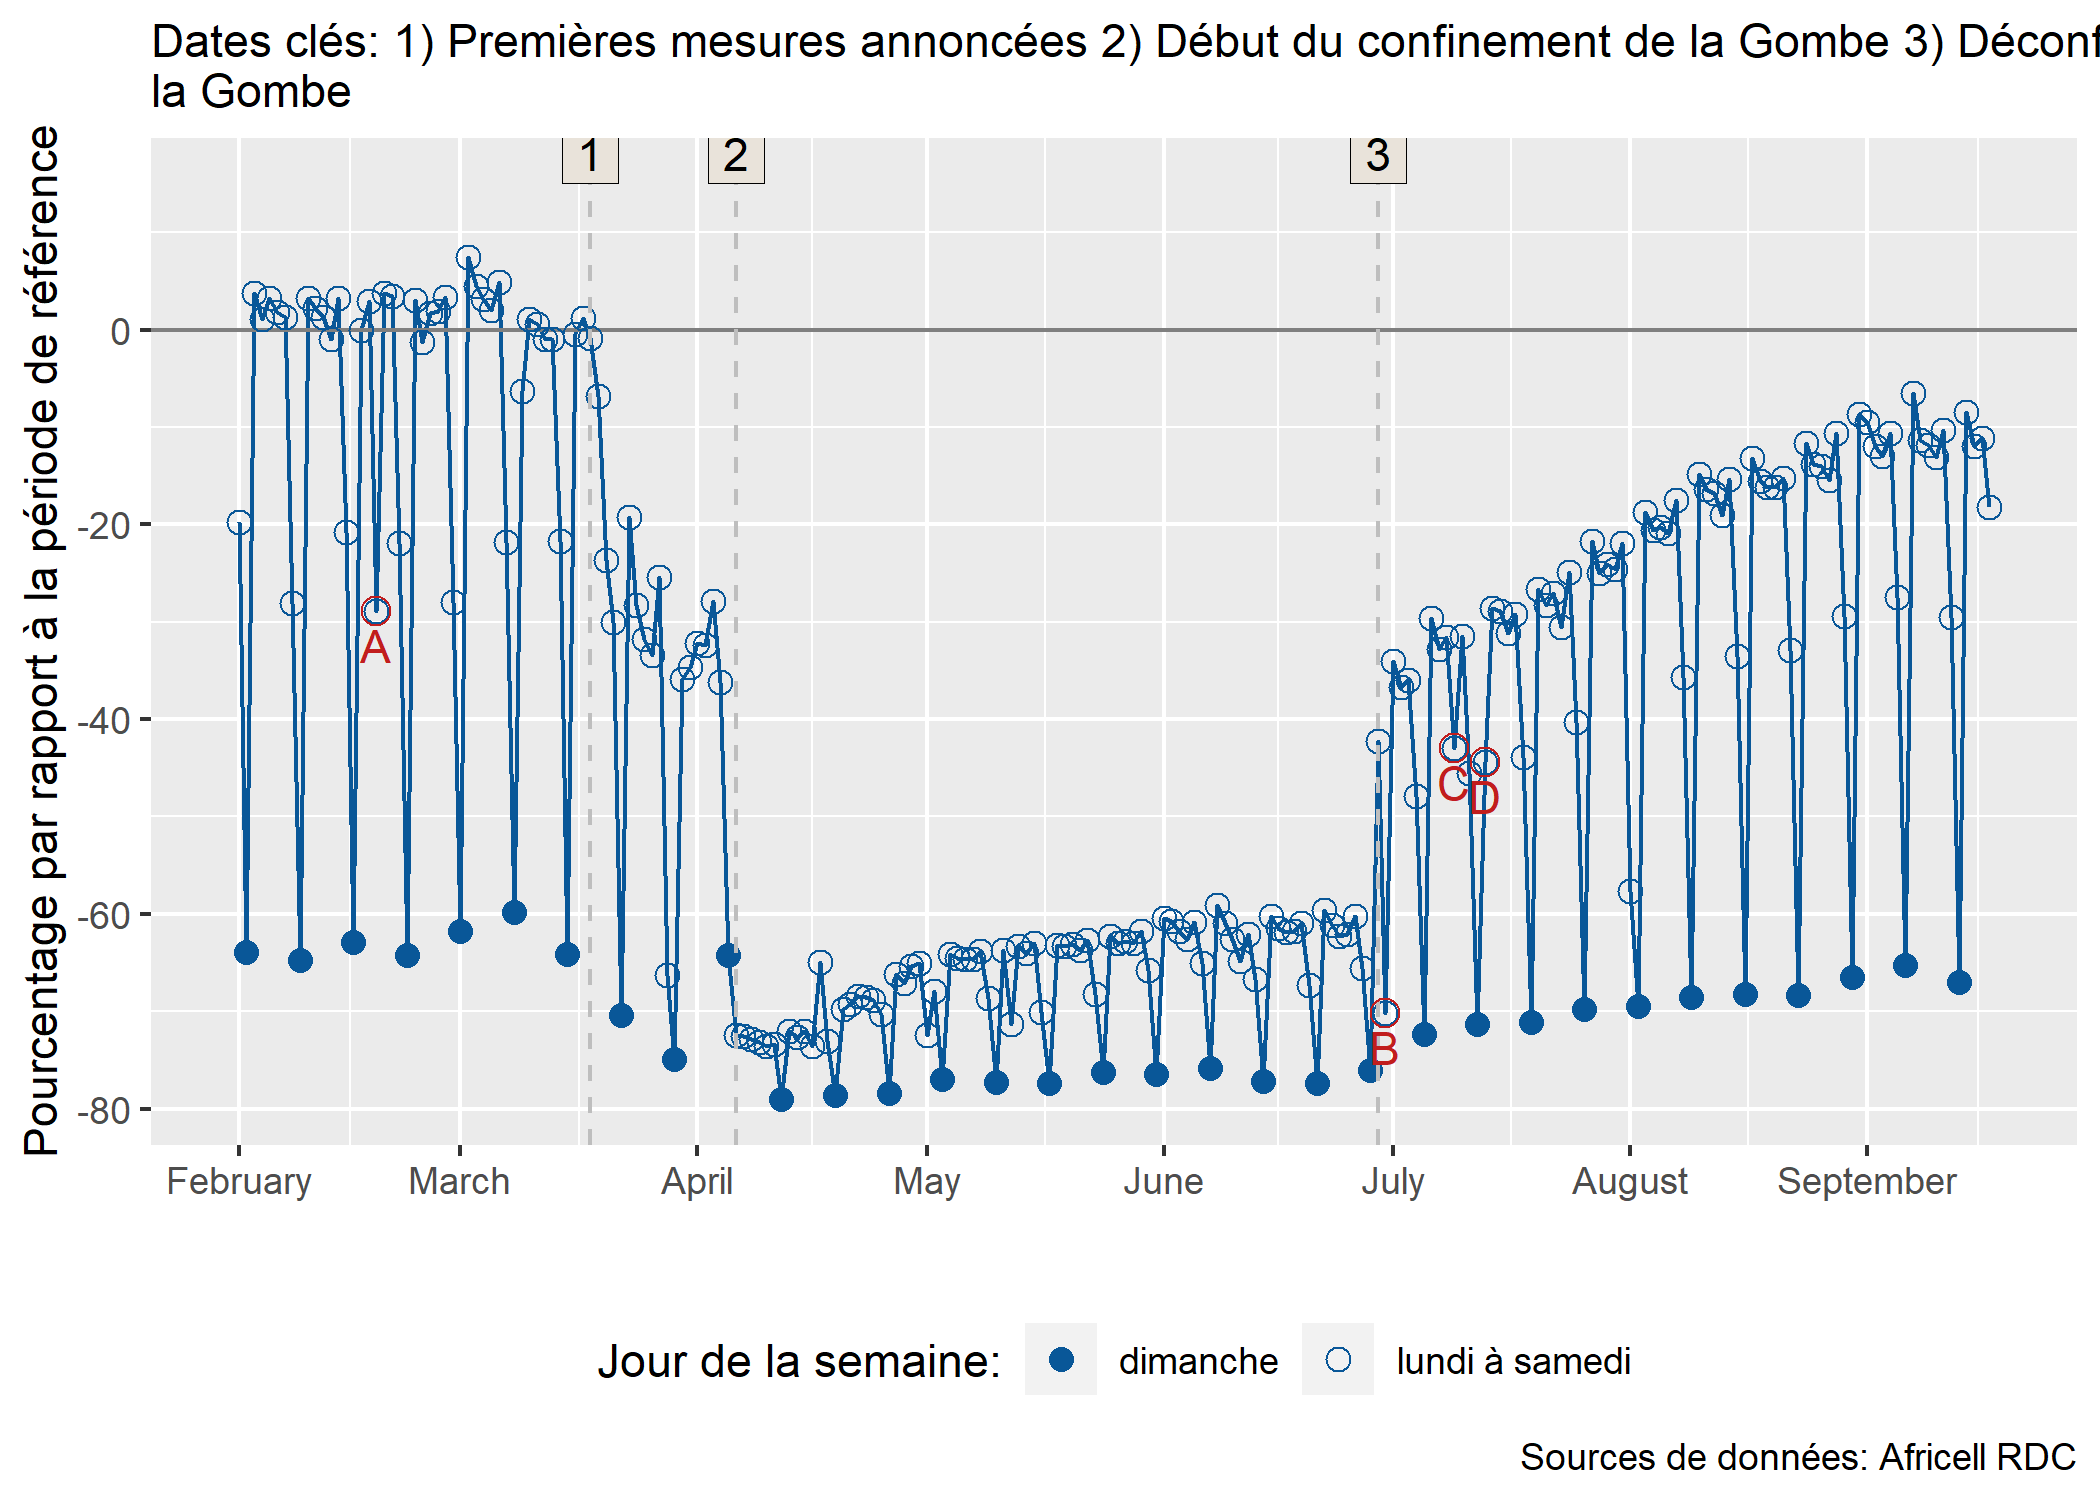 Dates clés: 1) Premières mesures annoncées 2) Début du confinement de la Gombe 3) Déconf
la Gombe
Pourcentage par rapport à la période de référence
1
2
3
0
-20
-40
-60
-80
A
B
C
D
February
March
April
May
June
July
August
September
Jour de la semaine:
dimanche
lundi à samedi
Sources de données: Africell RDC